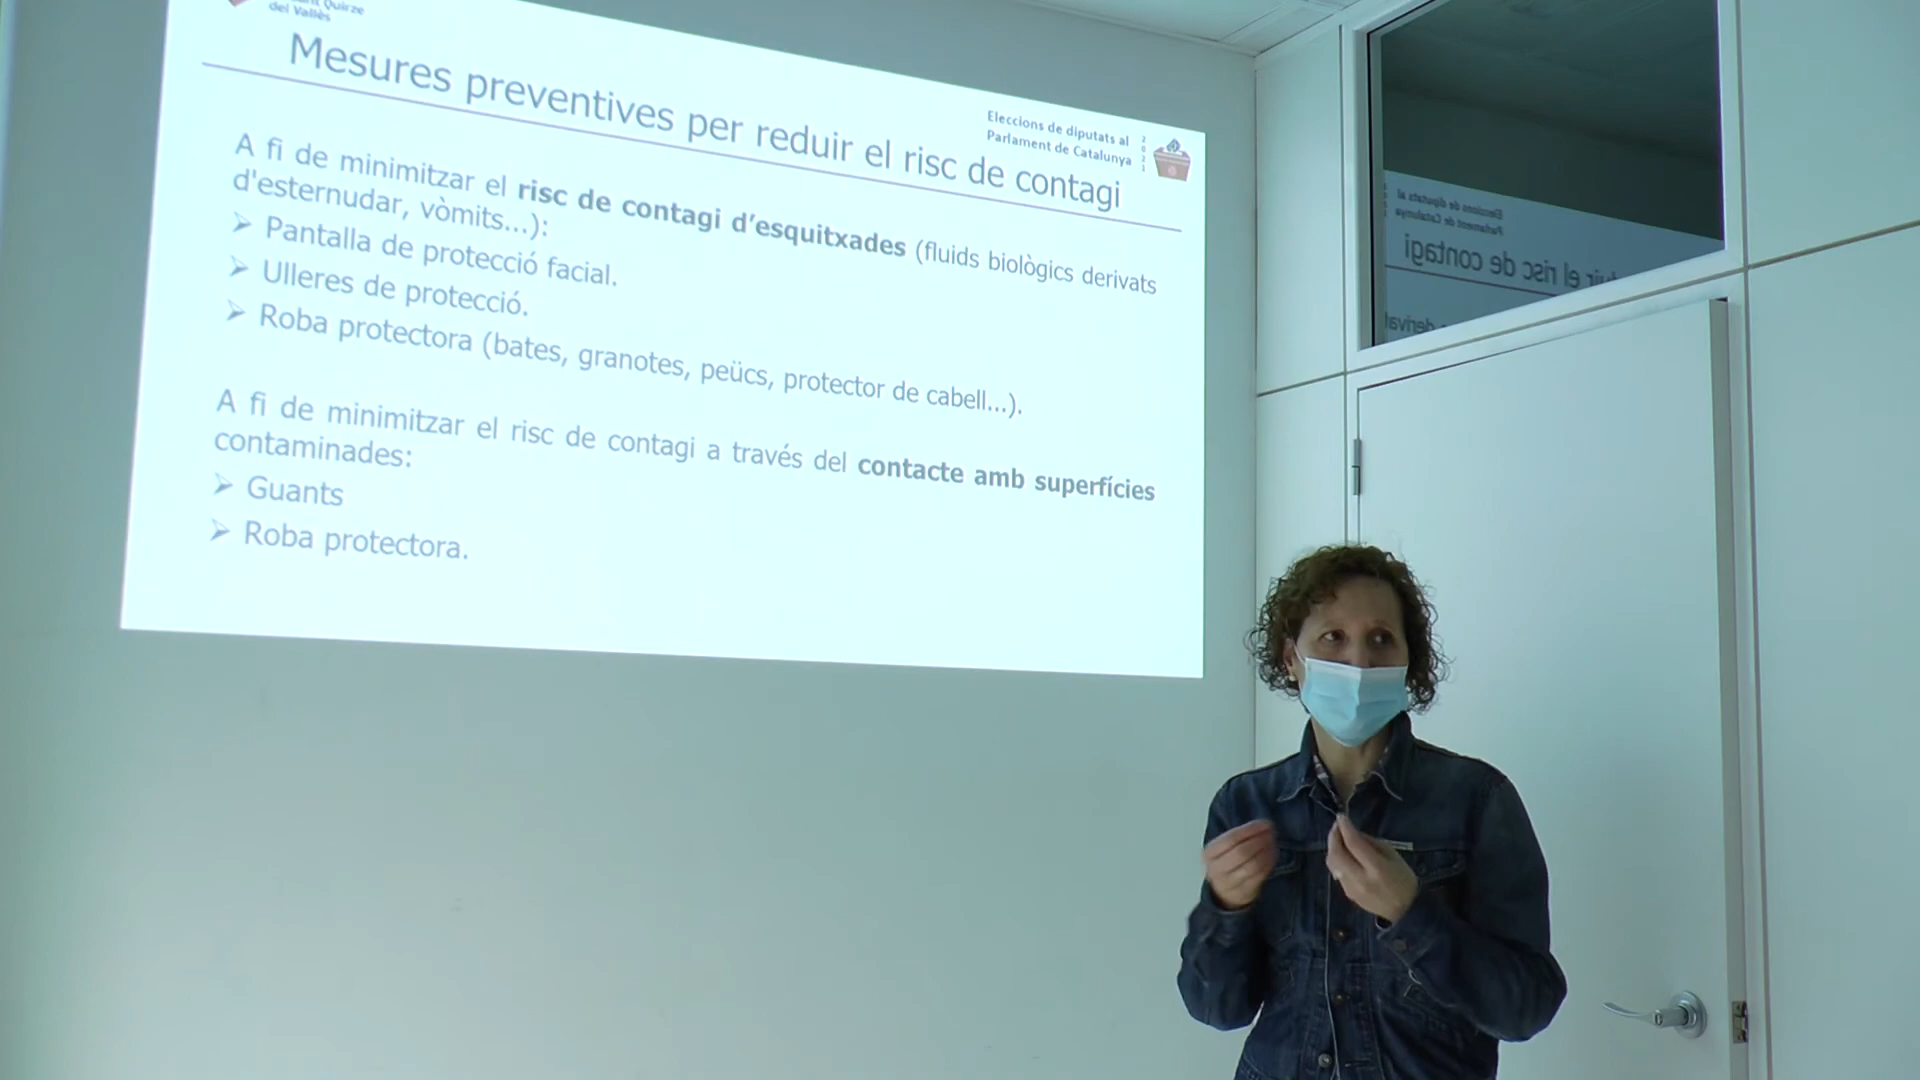 Quirze
del Vallès
Mesures preventives per reduir el risc de contagi
Eleccions de diputats al
Parlament de Catalunya
2021
A fi de minimitzar el risc de contagi d’esquitxades (fluids biològics derivats
d'esternudar, vòmits...):
➢ Pantalla de protecció facial.
➢ Ulleres de protecció.
➢ Roba protectora (bates, granotes, peücs, protector de cabell...).
A fi de minimitzar el risc de contagi a través del contacte amb superfícies
contaminades:
➢ Guants
➢ Roba protectora.